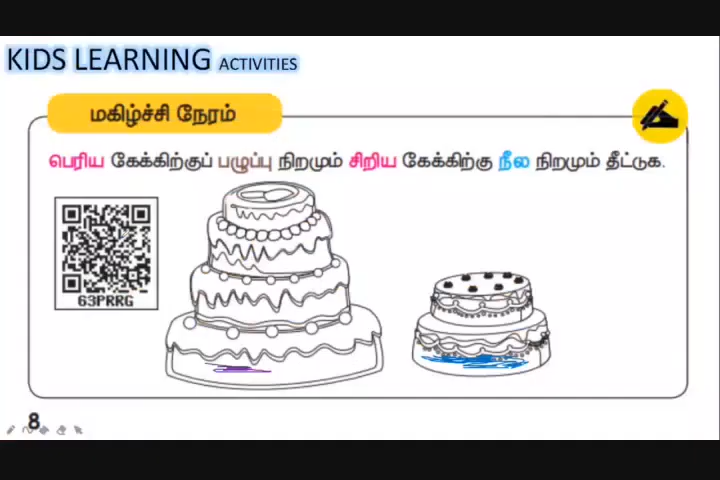 KIDS LEARNING ACTIVITIES
மகிழ்ச்சி நேரம்
பெரிய கேக்கிற்குப் பழுப்பு நிறமும் சிறிய கேக்கிற்கு நீல நிறமும் தீட்டுக.
63PRRG
8